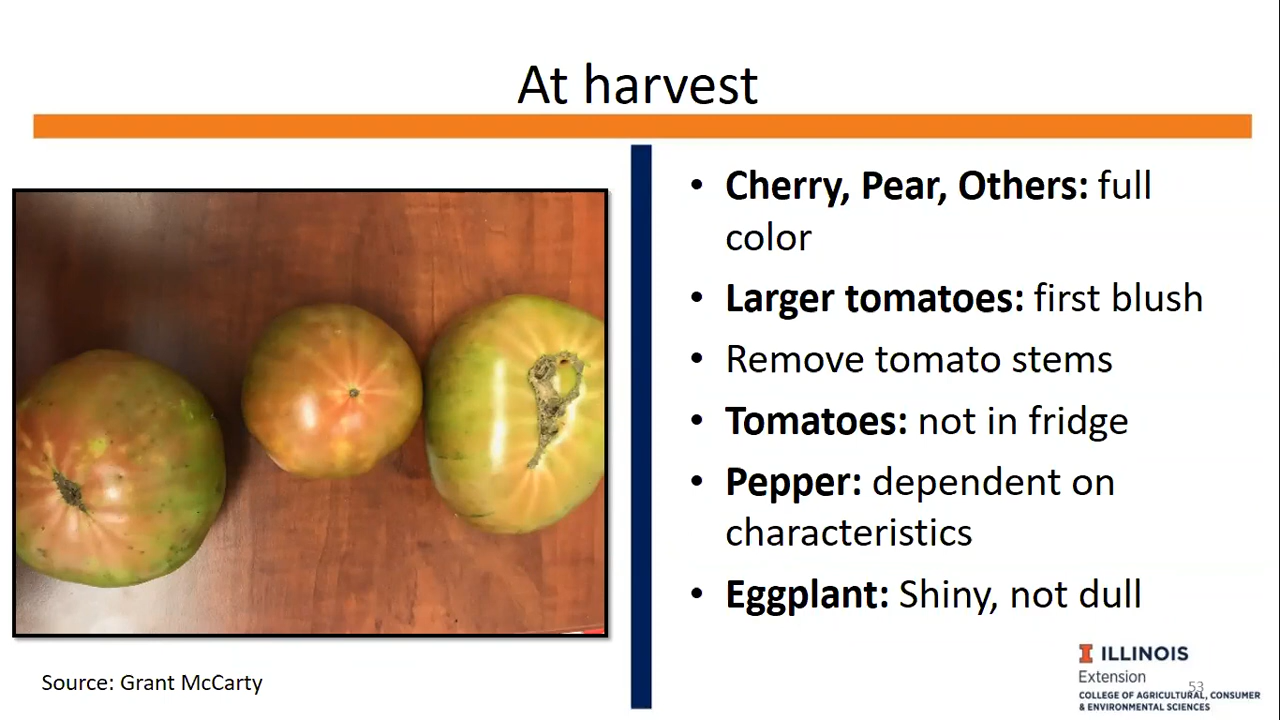 At harvest
• Cherry, Pear, Others: full
color
• Larger tomatoes: first blush
• Remove tomato stems
• Tomatoes: not in fridge
• Pepper: dependent on
characteristics
• Eggplant: Shiny, not dull
Source: Grant McCarty
I ILLINOIS
Extension
53
COLLEGE OF AGRICULTURAL, CONSUMER
& ENVIRONMENTAL SCIENCES